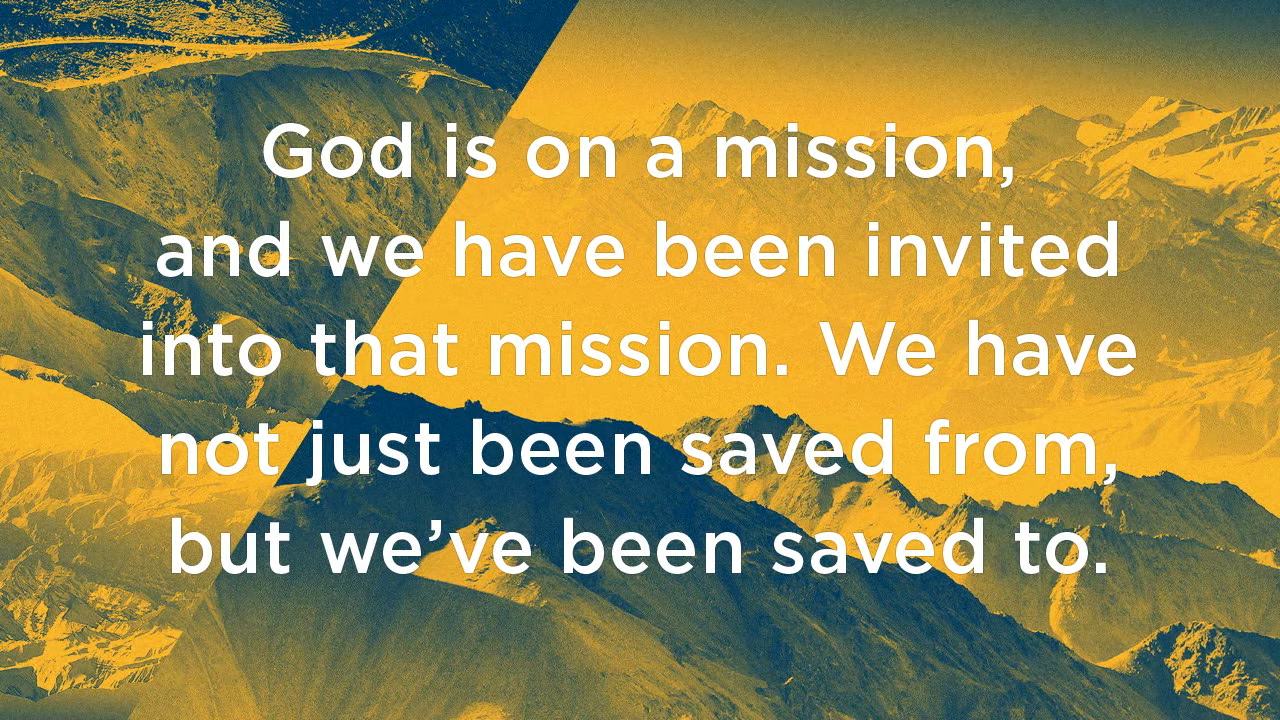 God is on a mission,
and we have been invited
into that mission. We have
not just been saved from,
but we’ve been saved to.